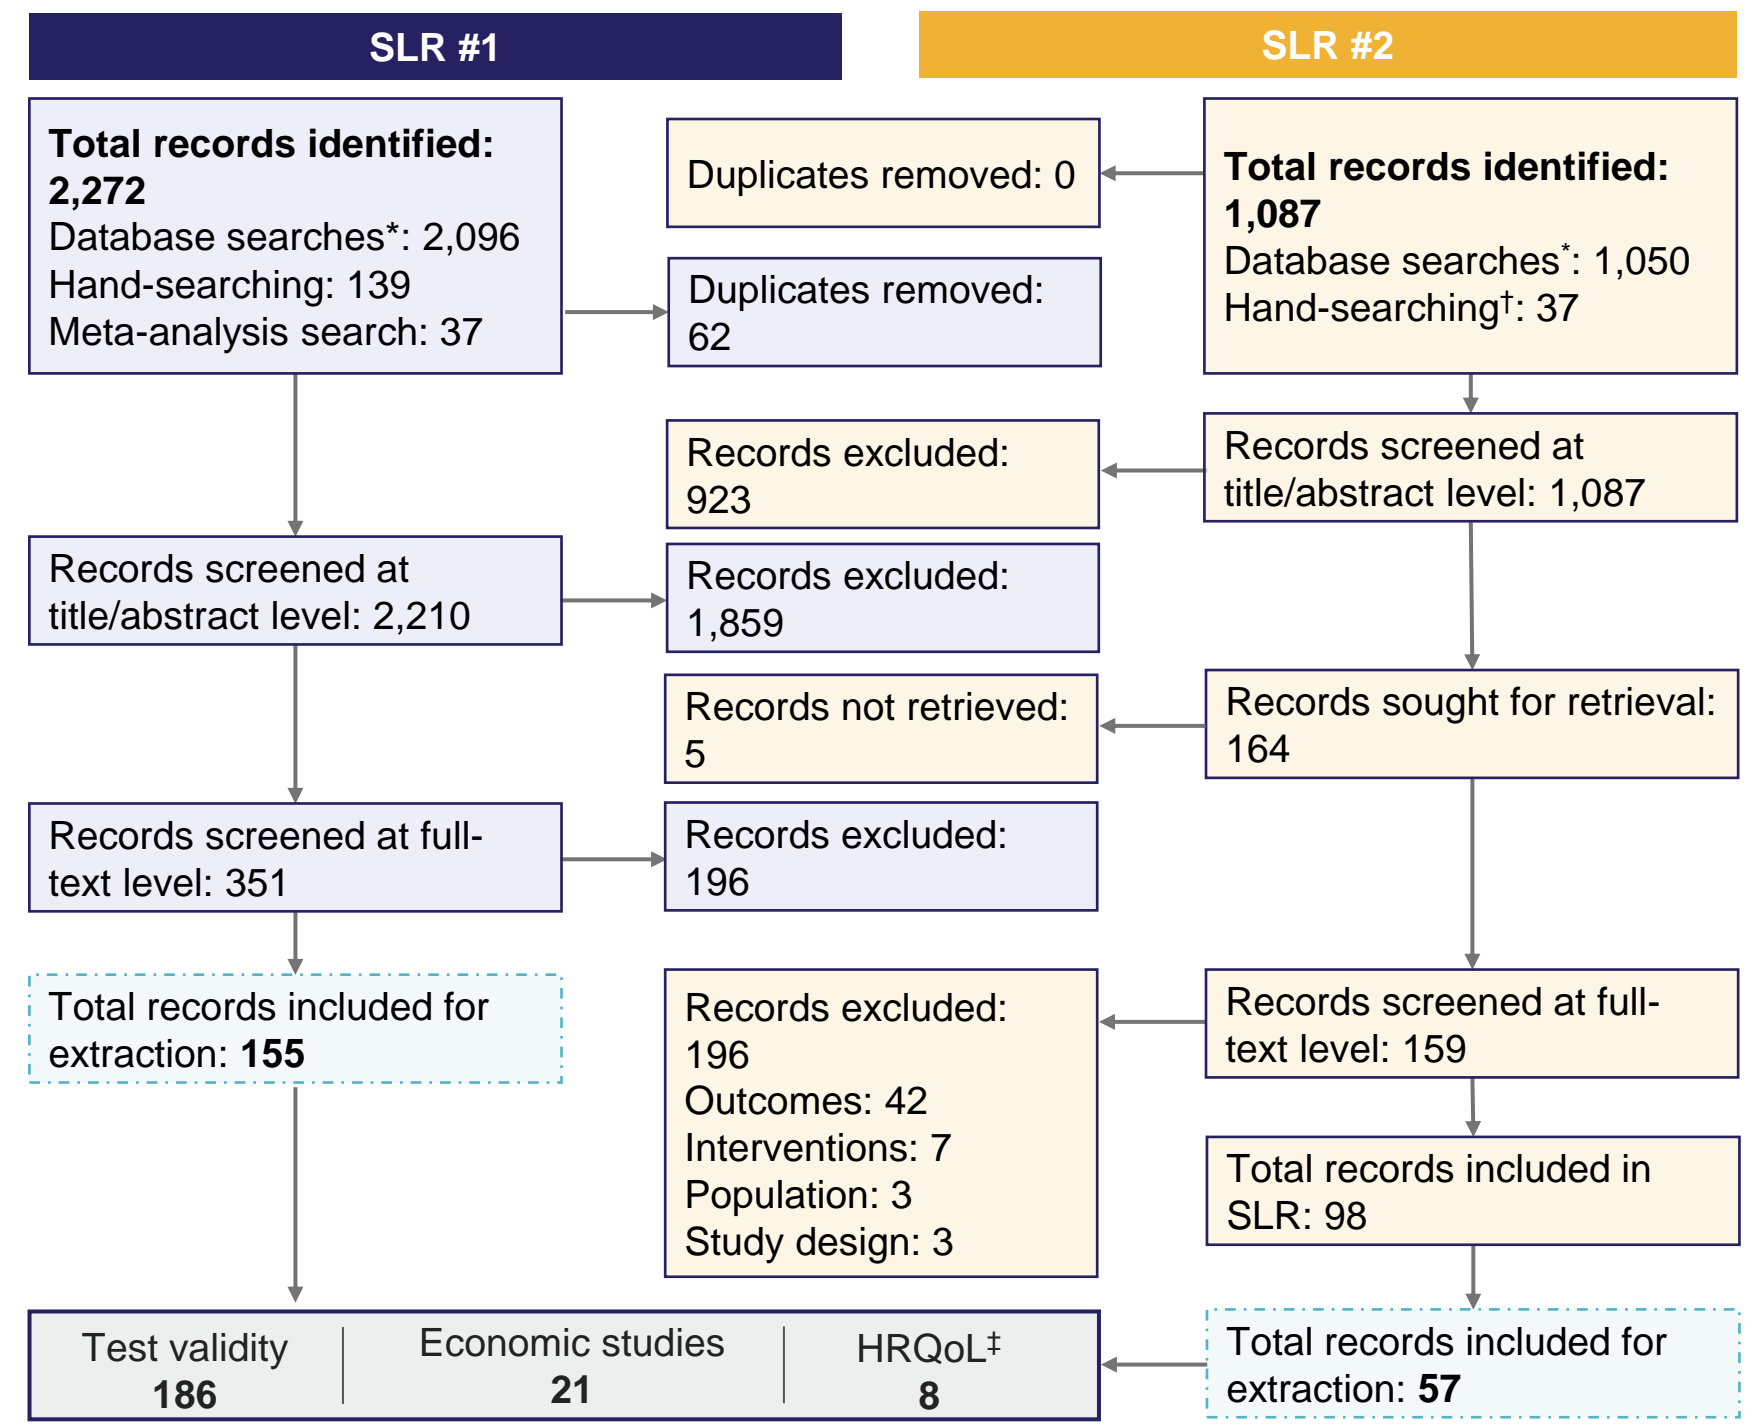 SLR #1
SLR #2
Total records identified:
2,272
Database searches*: 2,096
Hand-searching: 139
Meta-analysis search: 37
Duplicates removed: 0
Total records identified:
1,087
Database searches*: 1,050
Hand-searching†: 37
Duplicates removed:
62
Records excluded:
923
Records screened at
title/abstract level: 1,087
Records screened at
title/abstract level: 2,210
Records excluded:
1,859
Records not retrieved:
5
Records sought for retrieval:
164
Records screened at full-
text level: 351
Records excluded:
196
Total records included for
extraction: 155
Records excluded:
196
Outcomes: 42
Interventions: 7
Population: 3
Study design: 3
Records screened at full-
text level: 159
Total records included in
SLR: 98
Test validity
186
Economic studies
21
HRQoL‡
8
Total records included for
extraction: 57